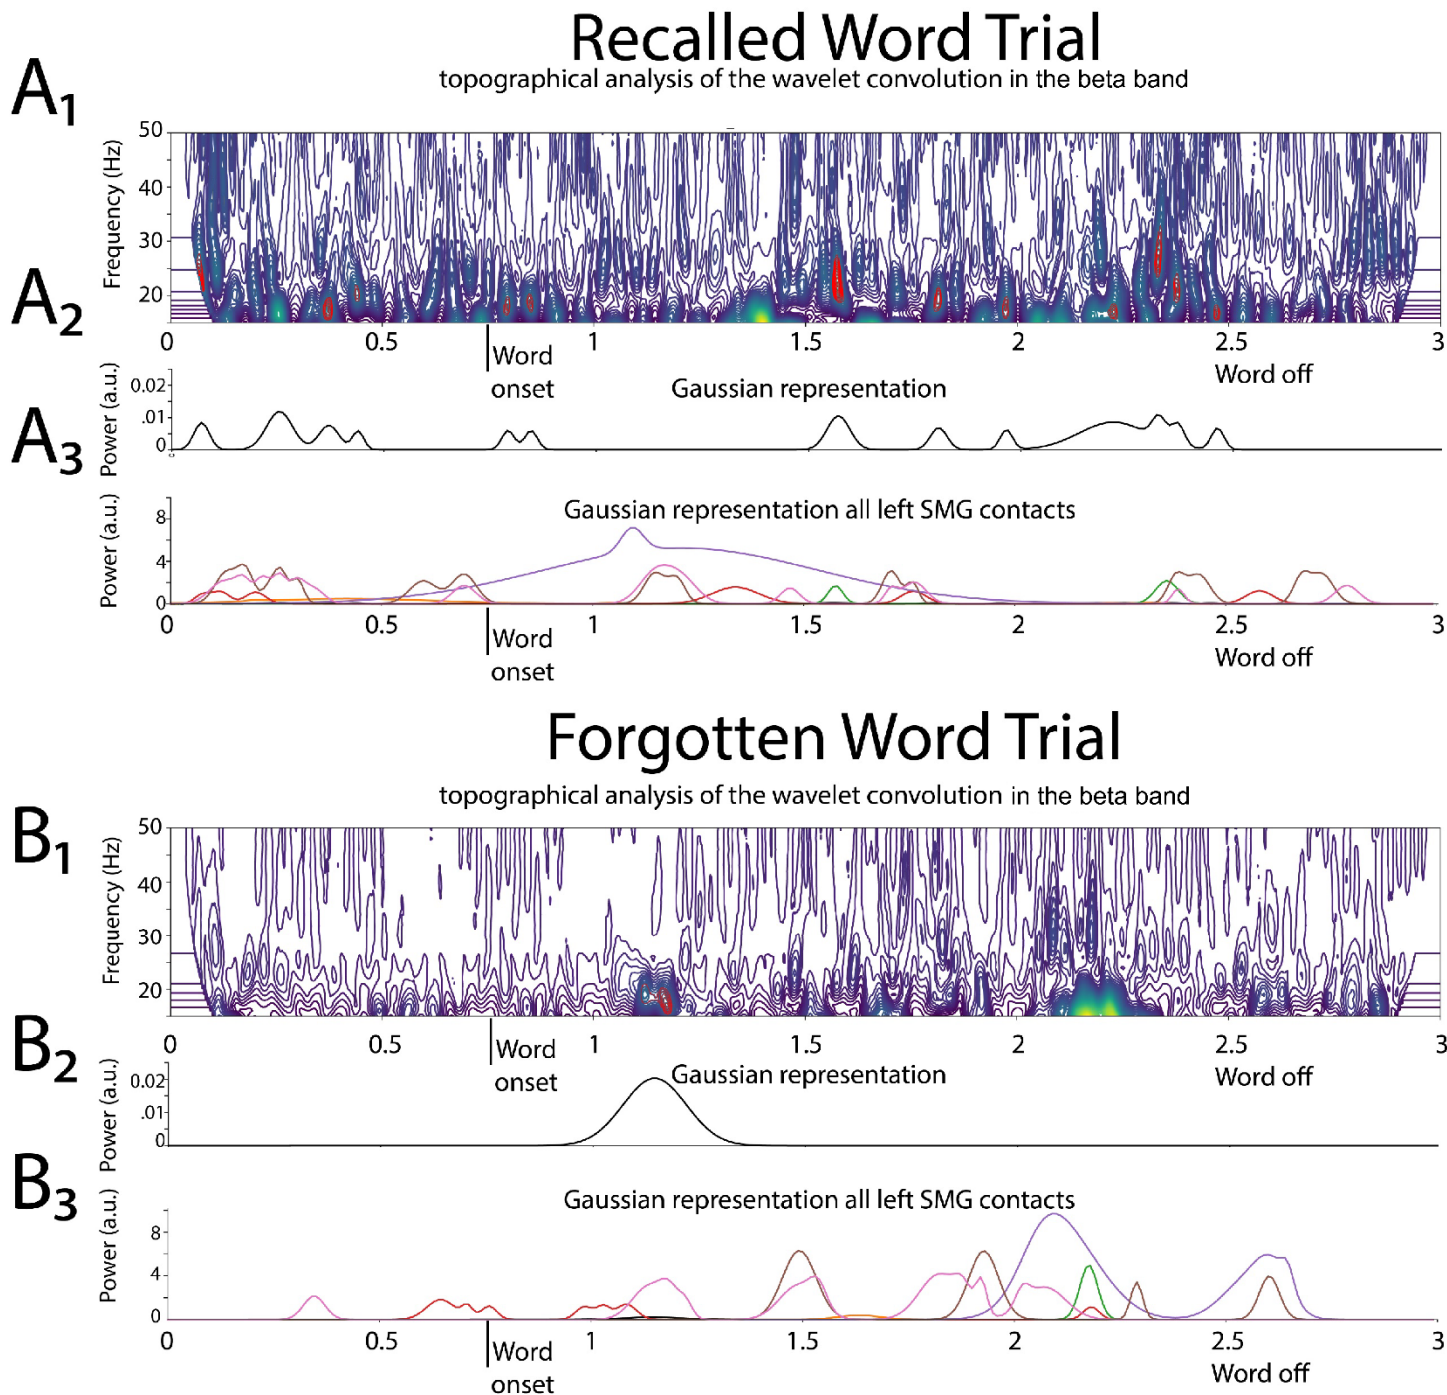 Recalled Word Trial
topographical analysis of the wavelet convolution in the beta band
A1
Frequency (Hz)
50
40
30
20
A2
0 0.5 1 1.5 2 2.5 3
Word
onset
Word off
Gaussian representation
Power (a.u.)
0.02
.01
0
A3
Gaussian representation all left SMG contacts
Power (a.u.)
8
4
0
0 0.5 1 1.5 2 2.5 3
Word
onset
Word off
Forgotten Word Trial
topographical analysis of the wavelet convolution in the beta band
B1
Frequency (Hz)
50
40
30
20
B2
0 0.5 1 1.5 2 2.5 3
Word
onset
Word off
Gaussian representation
Power (a.u.)
0.02
.01
0
B3
Gaussian representation all left SMG contacts
Power (a.u.)
8
4
0
0 0.5 1 1.5 2 2.5 3
Word
onset
Word off